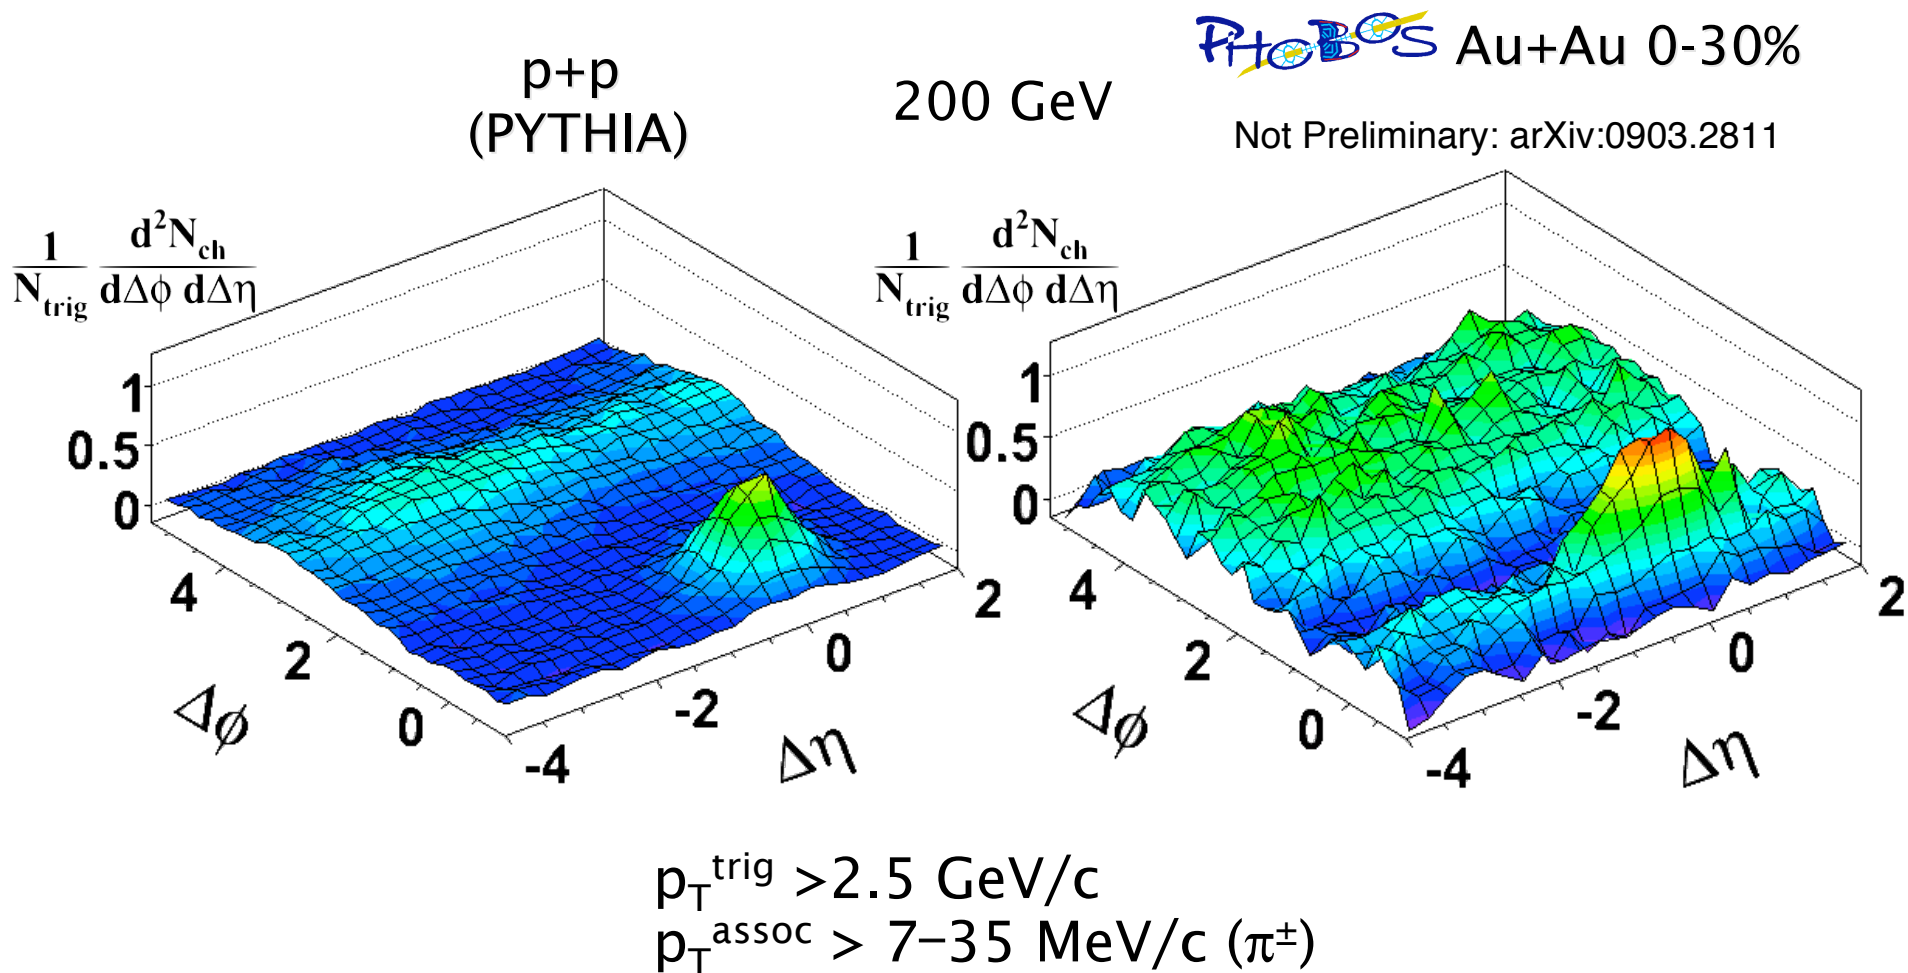 p+p
(PYTHIA)
200 GeV
PHOBOS Au+Au 0-30%
Not Preliminary: arXiv:0903.2811
1/N_trig d²N_ch/dΔϕ dΔη
1
0.5
0
4
2
0
Δϕ
-4
-2
0
2
Δη
1/N_trig d²N_ch/dΔϕ dΔη
1
0.5
0
4
2
0
Δϕ
-4
-2
0
2
Δη
p_T^trig >2.5 GeV/c
p_T^assoc > 7–35 MeV/c (π^±)